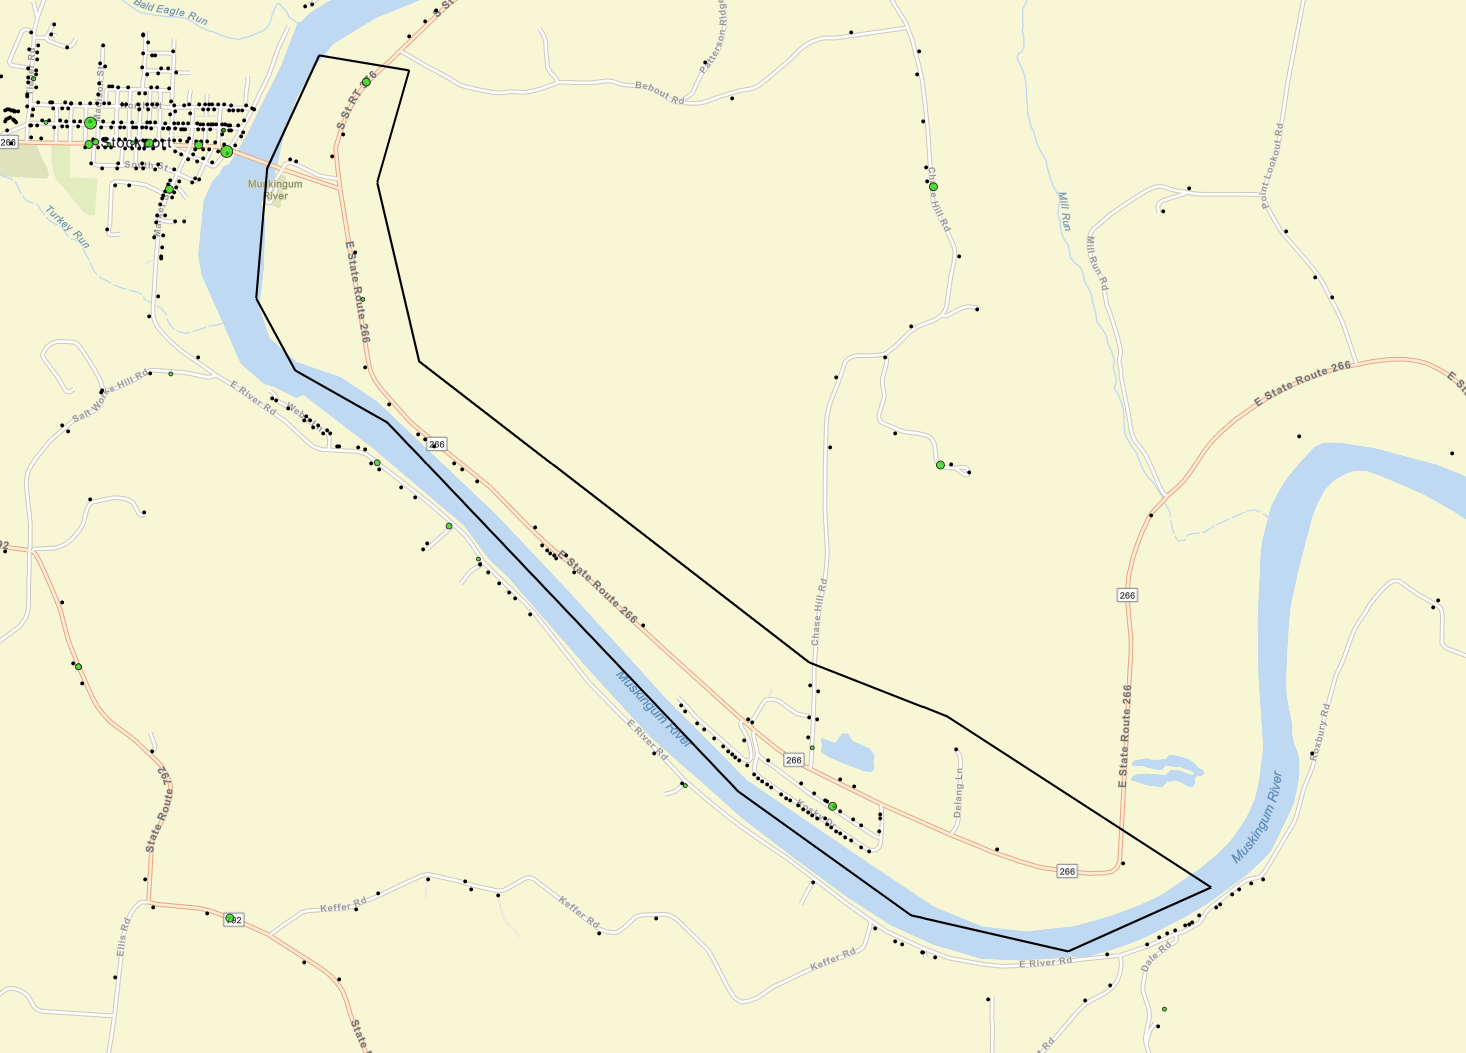 Bald Eagle Run
S St
Patterson Ridge
Bebout Rd
S St RT 266
266
Stockport
South St
Muskingum
River
Turkey Run
Chase Hill Rd
Mill Run
Point Lookout Rd
Mill Run Rd
E State Route 266
E State Route 266
Salt Works Hill Rd
E River Rd
266
E State Route 266
266
Chase Hill Rd
Muskingum River
E River Rd
E State Route 266
Roxbury Rd
266
State Route
792
Delang Ln
Muskingum River
266
792
Keffer Rd
Keffer Rd
Ellis Rd
Keffer Rd
E River Rd
Dale Rd
State